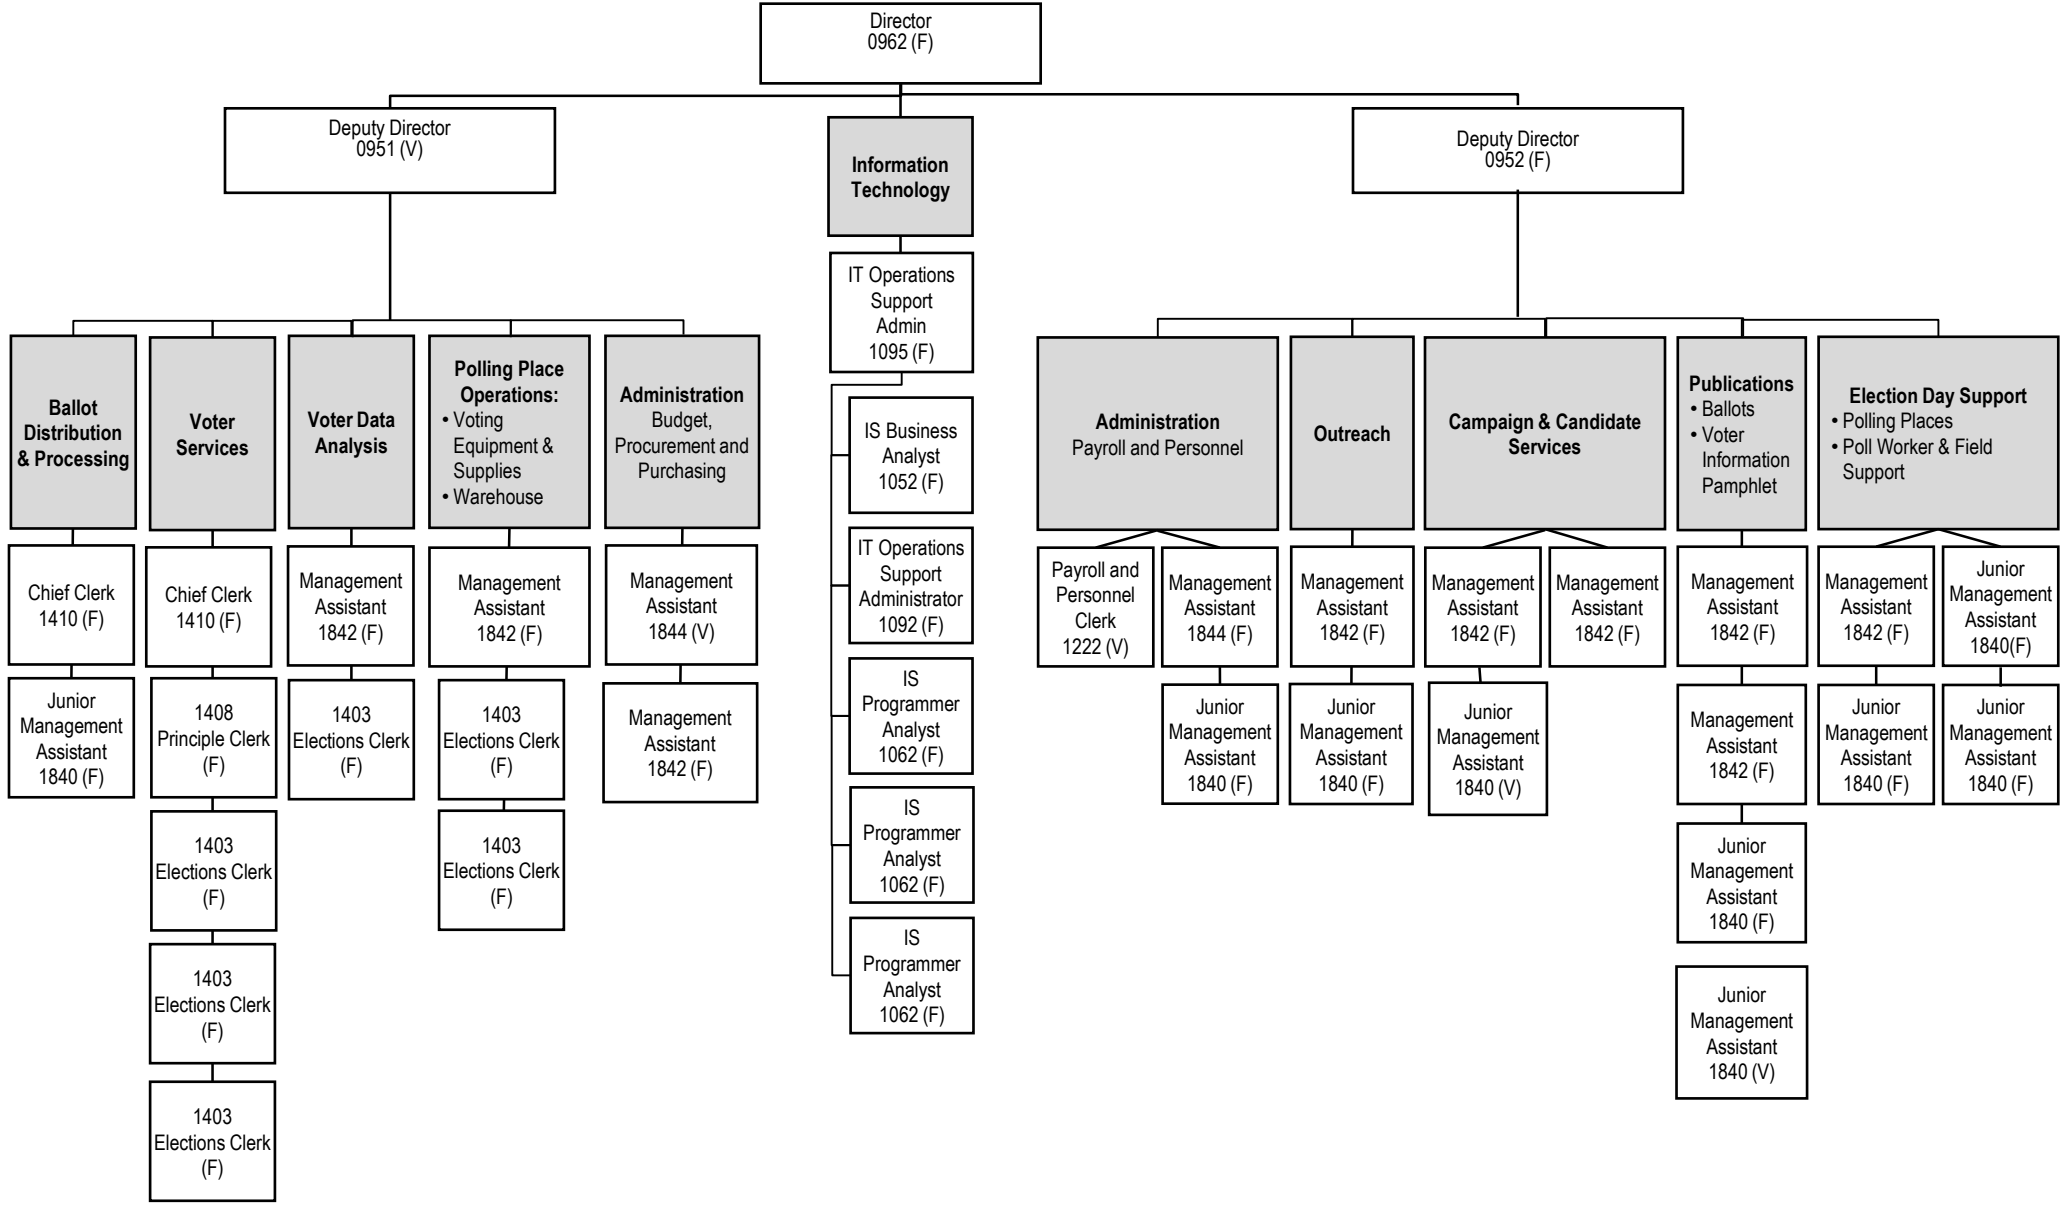 Director
0962 (F)
Deputy Director
0951 (V)
Information
Technology
Deputy Director
0952 (F)
IT Operations
Support
Admin
1095 (F)
Ballot
Distribution
& Processing
Voter
Services
Voter Data
Analysis
Polling Place
Operations:
• Voting
Equipment &
Supplies
• Warehouse
Administration
Budget,
Procurement and
Purchasing
Chief Clerk
1410 (F)
Junior
Management
Assistant
1840 (F)
Chief Clerk
1410 (F)
1408
Principle Clerk
(F)
1403
Elections Clerk
(F)
1403
Elections Clerk
(F)
1403
Elections Clerk
(F)
Management
Assistant
1842 (F)
1403
Elections Clerk
(F)
Management
Assistant
1842 (F)
1403
Elections Clerk
(F)
1403
Elections Clerk
(F)
Management
Assistant
1844 (V)
Management
Assistant
1842 (F)
IS Business
Analyst
1052 (F)
IT Operations
Support
Administrator
1092 (F)
IS
Programmer
Analyst
1062 (F)
IS
Programmer
Analyst
1062 (F)
IS
Programmer
Analyst
1062 (F)
Administration
Payroll and Personnel
Outreach
Campaign & Candidate
Services
Publications
• Ballots
• Voter
Information
Pamphlet
Election Day Support
• Polling Places
• Poll Worker & Field
Support
Payroll and
Personnel
Clerk
1222 (V)
Management
Assistant
1844 (F)
Junior
Management
Assistant
1840 (F)
Management
Assistant
1842 (F)
Junior
Management
Assistant
1840 (F)
Management
Assistant
1842 (F)
Junior
Management
Assistant
1840 (V)
Management
Assistant
1842 (F)
Management
Assistant
1842 (F)
Management
Assistant
1842 (F)
Junior
Management
Assistant
1840 (F)
Junior
Management
Assistant
1840 (V)
Management
Assistant
1842 (F)
Junior
Management
Assistant
1840 (F)
Junior
Management
Assistant
1840(F)
Junior
Management
Assistant
1840 (F)